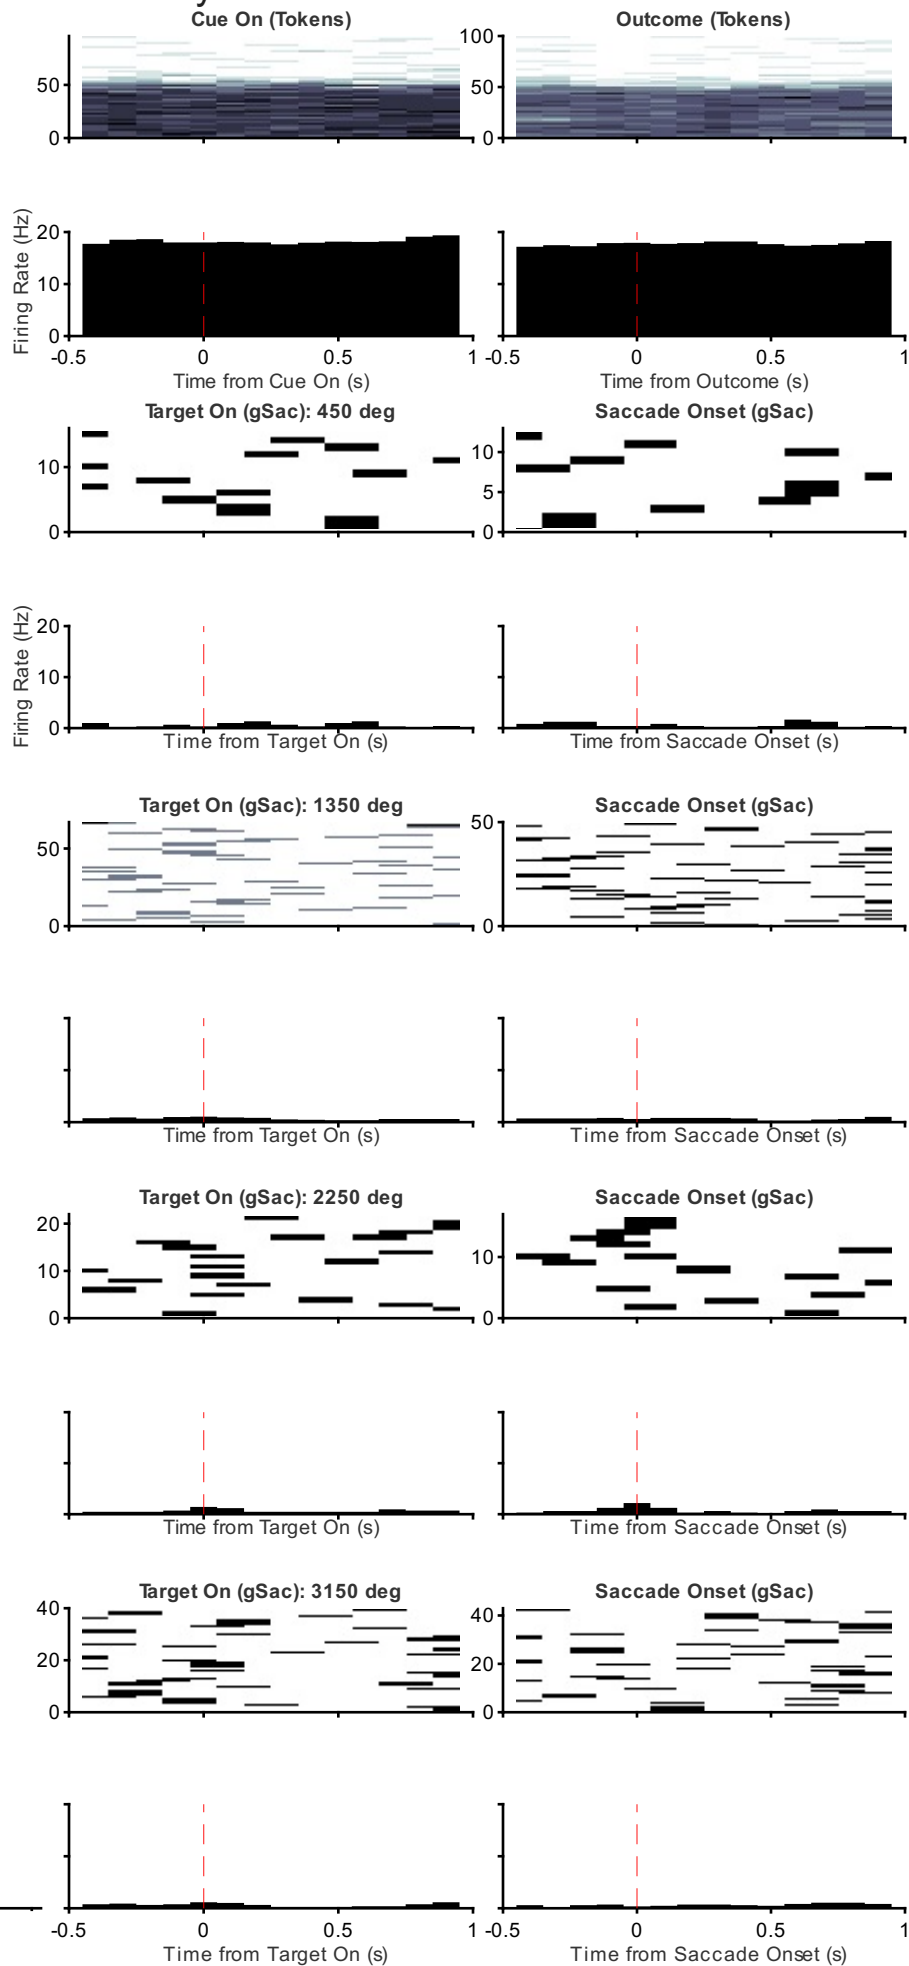 Cue On (Tokens) Outcome (Tokens)
100
50 50
0 0
20
10
0
Firing Rate (Hz)
-0.5 0 0.5 1 -0.5 0 0.5 1
Time from Cue On (s) Time from Outcome (s)
Target On (gSac): 450 deg Saccade Onset (gSac)
10 10
5
0 0
20
10
0
Firing Rate (Hz)
Time from Target On (s) Time from Saccade Onset (s)
Target On (gSac): 1350 deg Saccade Onset (gSac)
50 50
0 0
Time from Target On (s) Time from Saccade Onset (s)
Target On (gSac): 2250 deg Saccade Onset (gSac)
20
10 10
0 0
Time from Target On (s) Time from Saccade Onset (s)
Target On (gSac): 3150 deg Saccade Onset (gSac)
40 40
20 20
0 0
-0.5 0 0.5 1 -0.5 0 0.5 1
Time from Target On (s) Time from Saccade Onset (s)